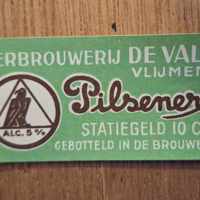 ERBROUWERIJ DE VAL
VLIJMEN
Pilsener
ALC. 5%
STATIEGELD 10 C
GEBOTTELD IN DE BROUWE